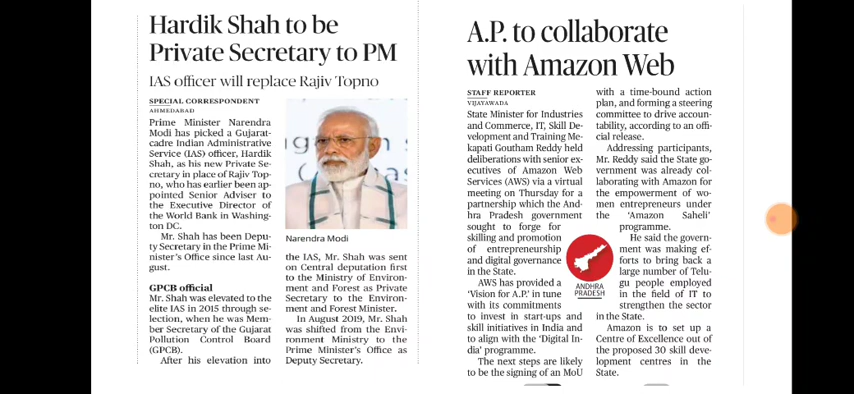 Hardik Shah to be
Private Secretary to PM
IAS officer will replace Rajiv Topno
SPECIAL CORRESPONDENT
AHMEDABAD
Prime Minister Narendra
Modi has picked a Gujarat-
cadre Indian Administrative
Service (IAS) officer, Hardik
Shah, as his new Private Se-
cretary in place of Rajiv Top-
no, who has earlier been ap-
pointed Senior Adviser to
the Executive Director of
the World Bank in Washing-
ton DC.
Mr. Shah has been Depu-
ty Secretary in the Prime Mi-
nister's Office since last Au-
gust.
GPCB official
Mr. Shah was elevated to the
elite IAS in 2015 through se-
lection, when he was Mem-
ber Secretary of the Gujarat
Pollution Control Board
(GPCB).
After his elevation into
Narendra Modi
the IAS, Mr. Shah was sent
on Central deputation first
to the Ministry of Environ-
ment and Forest as Private
Secretary to the Environ-
ment and Forest Minister.
In August 2019, Mr. Shah
was shifted from the Envi-
ronment Ministry to the
Prime Minister's Office as
Deputy Secretary.
A.P. to collaborate
with Amazon Web
STAFF REPORTER
VIJAYAWADA
State Minister for Industries
and Commerce, IT, Skill De-
velopment and Training Me-
kapati Goutham Reddy held
deliberations with senior ex-
ecutives of Amazon Web
Services (AWS) via a virtual
meeting on Thursday for a
partnership which the And-
hra Pradesh government
sought to forge for
skilling and promotion
of entrepreneurship
and digital governance
in the State.
AWS has provided a
'Vision for A.P.' in tune
with its commitments
to invest in start-ups and
skill initiatives in India and
to align with the 'Digital In-
dia' programme.
The next steps are likely
to be the signing of an MoU
ANDHRA
PRADESH
with a time-bound action
plan, and forming a steering
committee to drive accoun-
tability, according to an offi-
cial release.
Addressing participants,
Mr. Reddy said the State go-
vernment was already col-
laborating with Amazon for
the empowerment of wo-
men entrepreneurs under
the 'Amazon Saheli'
programme.
He said the govern-
ment was making ef-
forts to bring back a
large number of Telu-
gu people employed
in the field of IT to
strengthen the sector
in the State.
Amazon is to set up a
Centre of Excellence out of
the proposed 30 skill deve-
lopment centres in the
State.